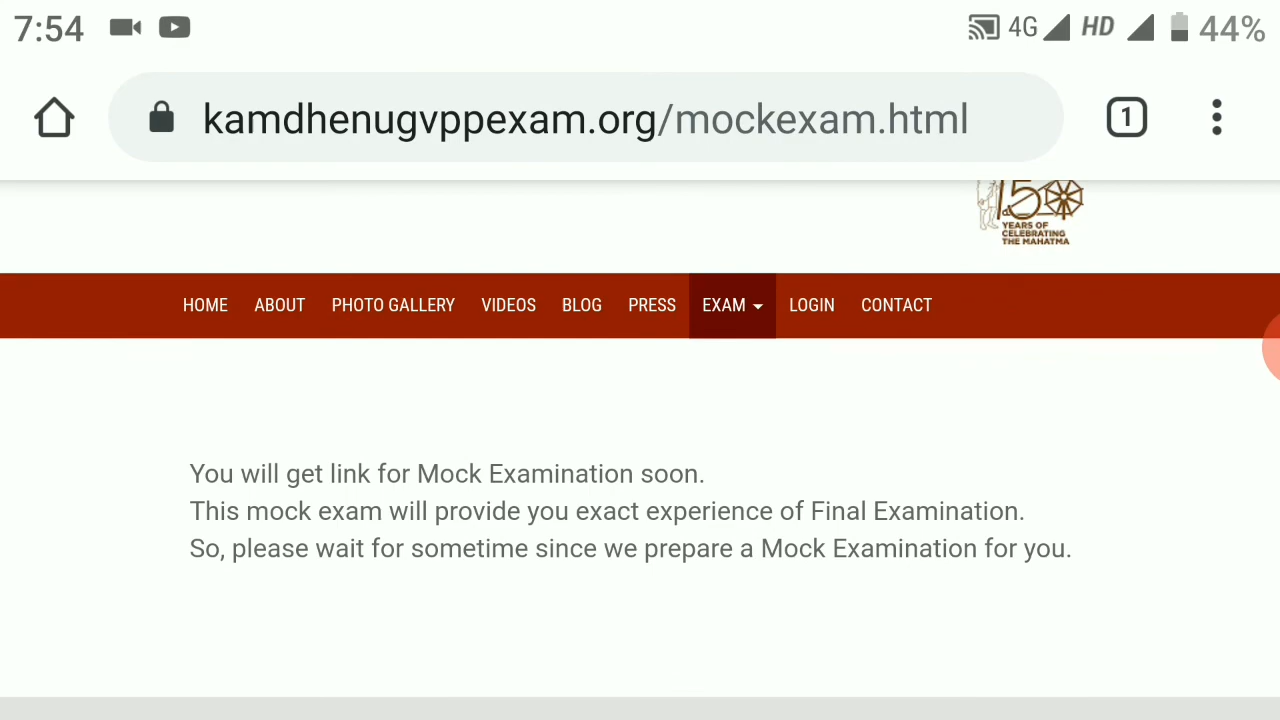 7:54
4G HD 44%
kamdhenugvppexam.org/mockexam.html
1
150
YEARS OF
CELEBRATING
THE MAHATMA
HOME ABOUT PHOTO GALLERY VIDEOS BLOG PRESS EXAM LOGIN CONTACT
You will get link for Mock Examination soon.
This mock exam will provide you exact experience of Final Examination.
So, please wait for sometime since we prepare a Mock Examination for you.